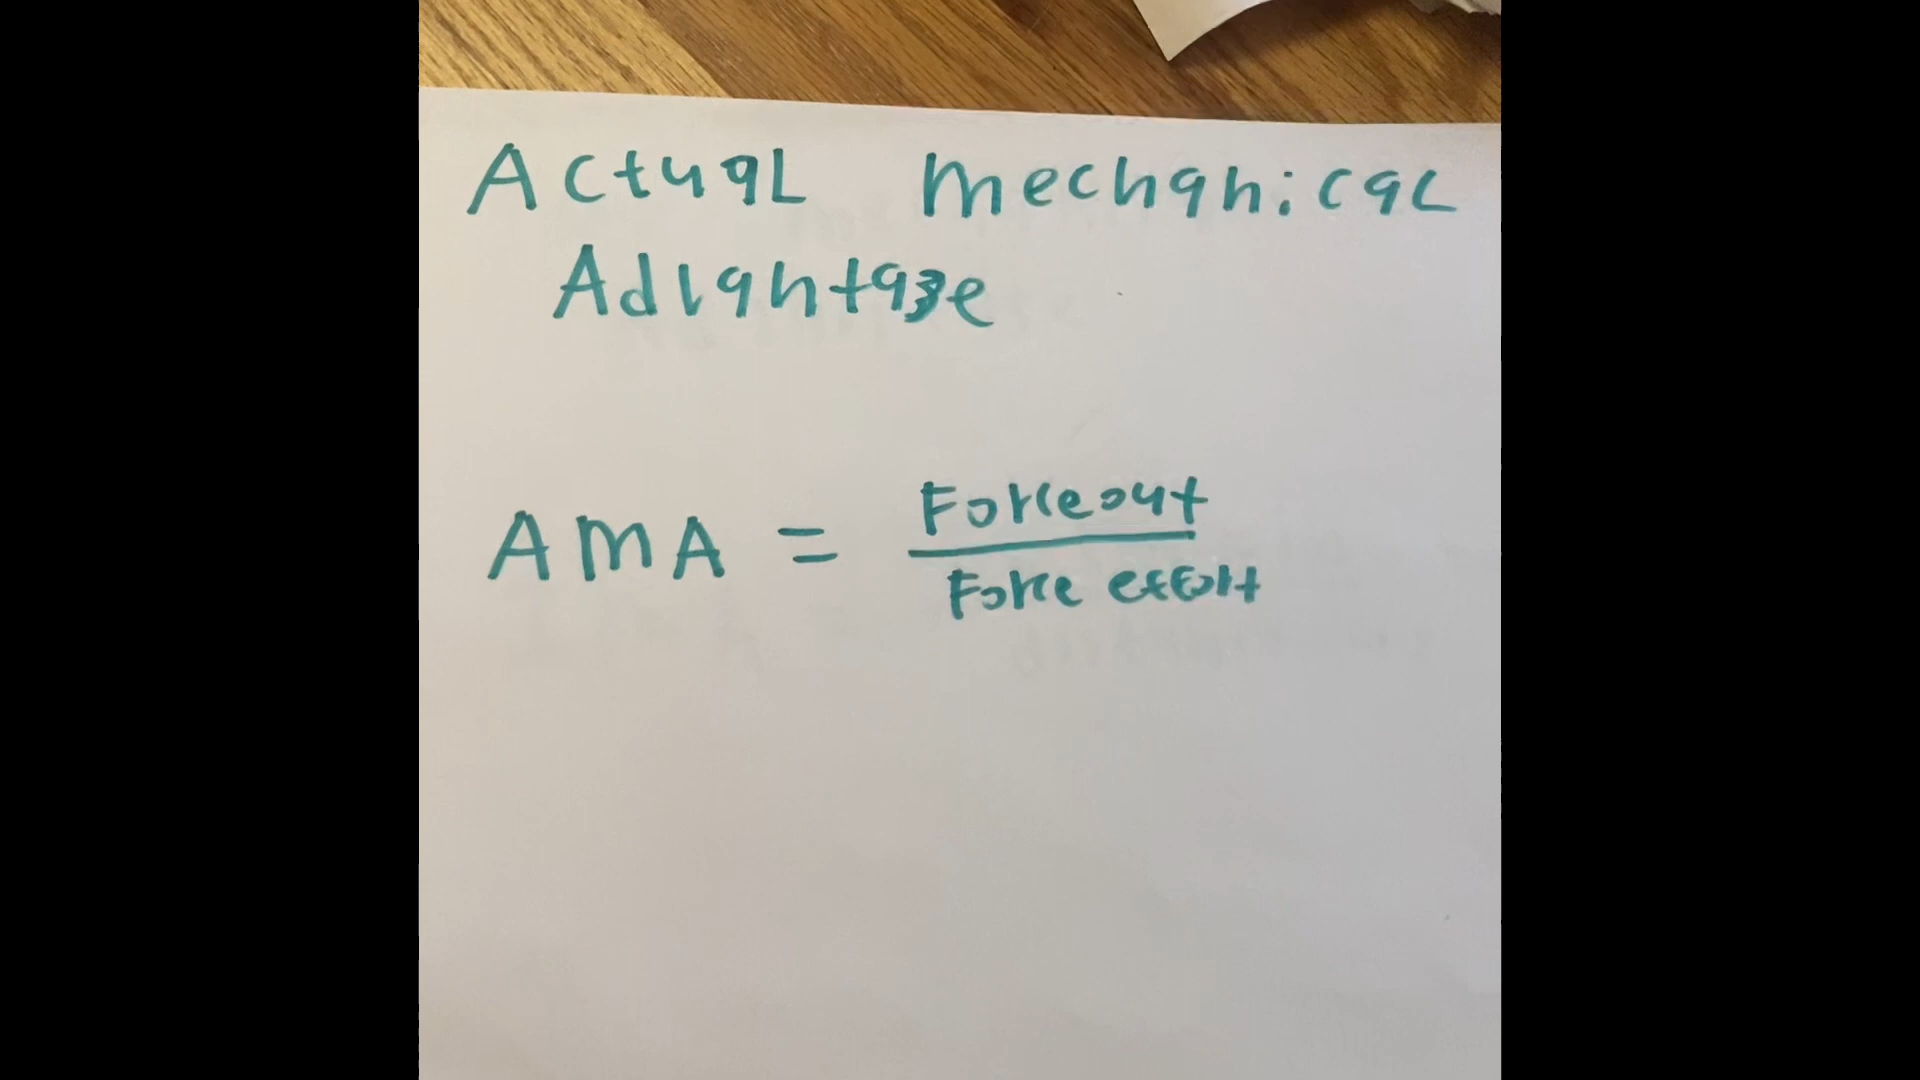 Actual Mechanical
Advantage
AMA = Force out
Force effort